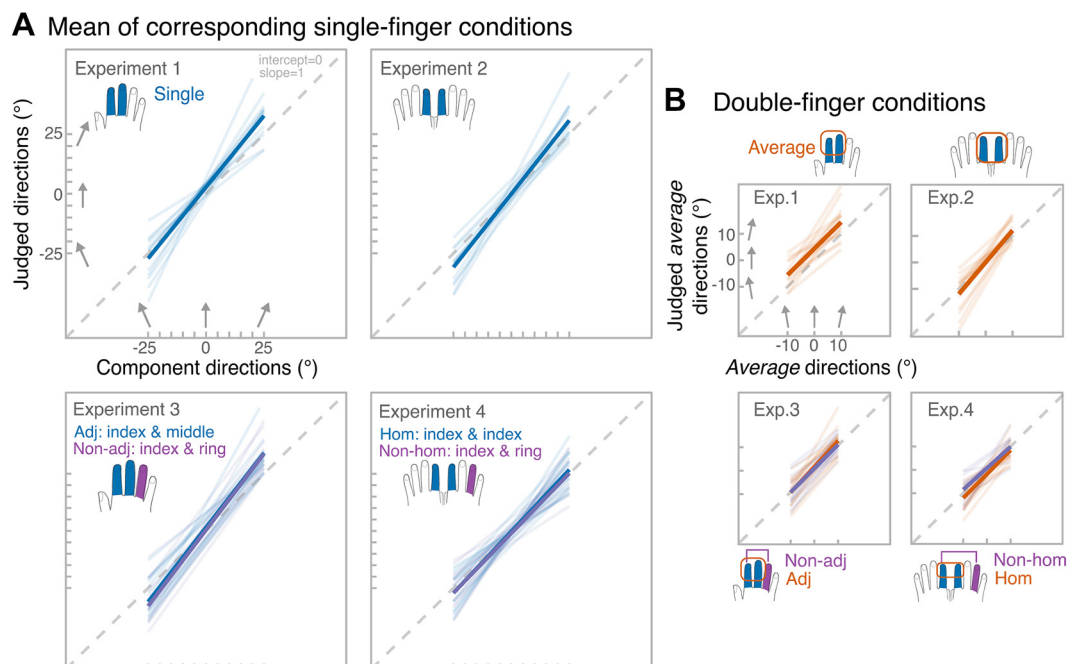 A Mean of corresponding single-finger conditions
Experiment 1
intercept=0
slope=1
Single
Judged directions (°)
25
0
-25
-25 0 25
Component directions (°)
Experiment 2
Experiment 3
Adj: index & middle
Non-adj: index & ring
Experiment 4
Hom: index & index
Non-hom: index & ring
B Double-finger conditions
Average
Exp.1
Judged average
directions (°)
10
0
-10
-10 0 10
Average directions (°)
Exp.2
Exp.3
Non-adj
Adj
Exp.4
Non-hom
Hom